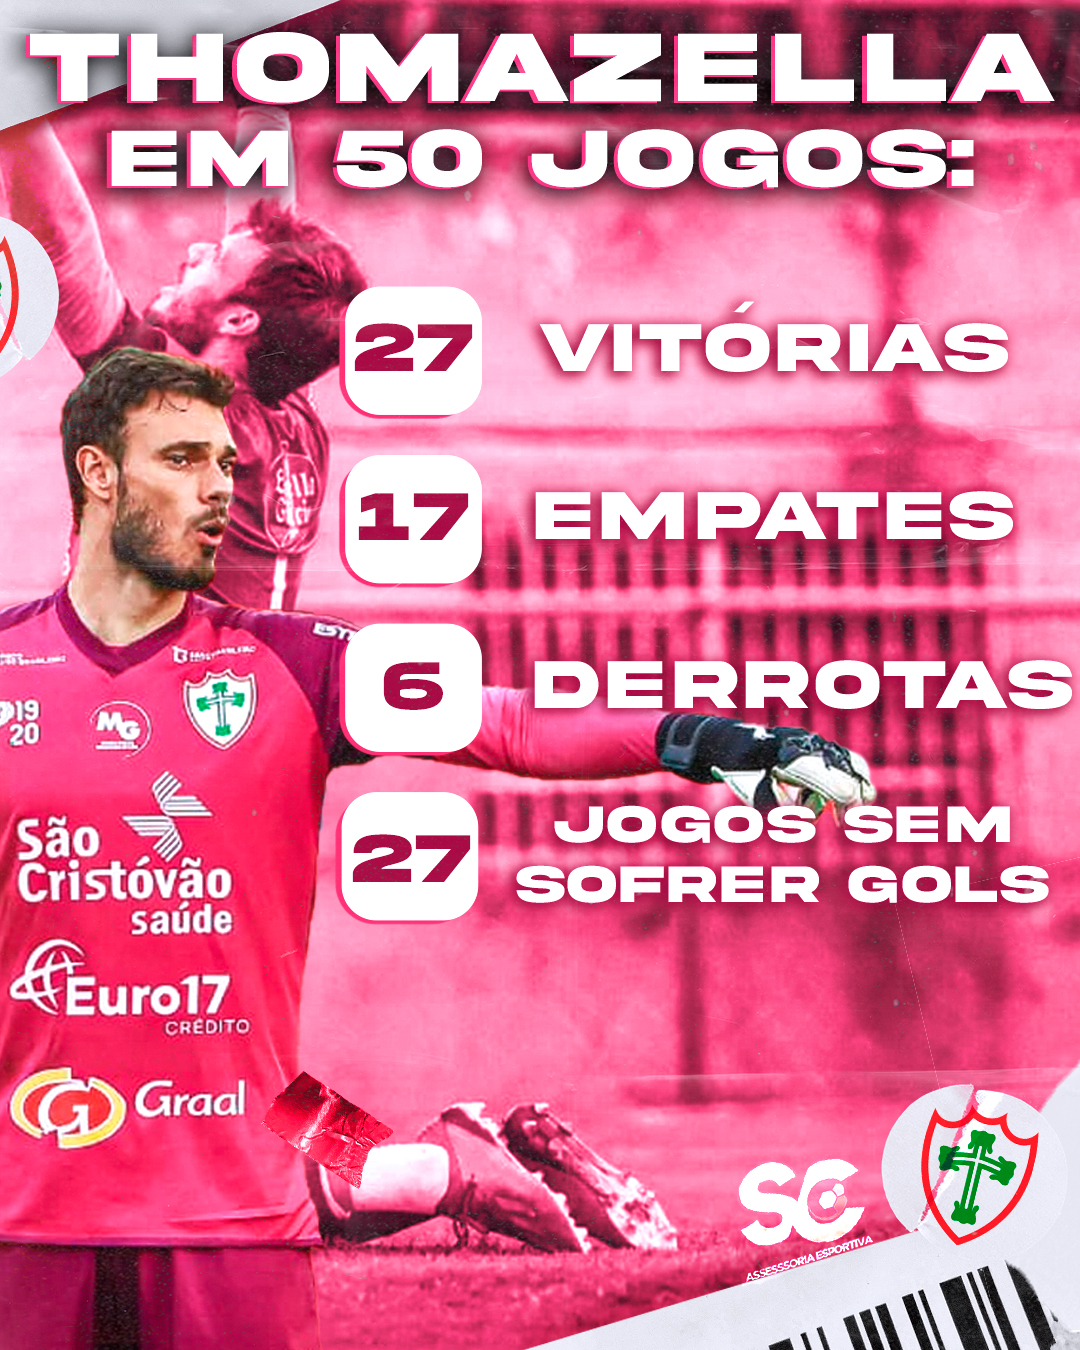 THOMAZELLA
EM 50 JOGOS:
27 VITÓRIAS
17 EMPATES
6 DERROTAS
27 JOGOS SEM
SOFRER GOLS
19
20
MG
São
Cristóvão
saúde
Euro17
CRÉDITO
Graal
SC
ASSESSSORIA ESPORTIVA